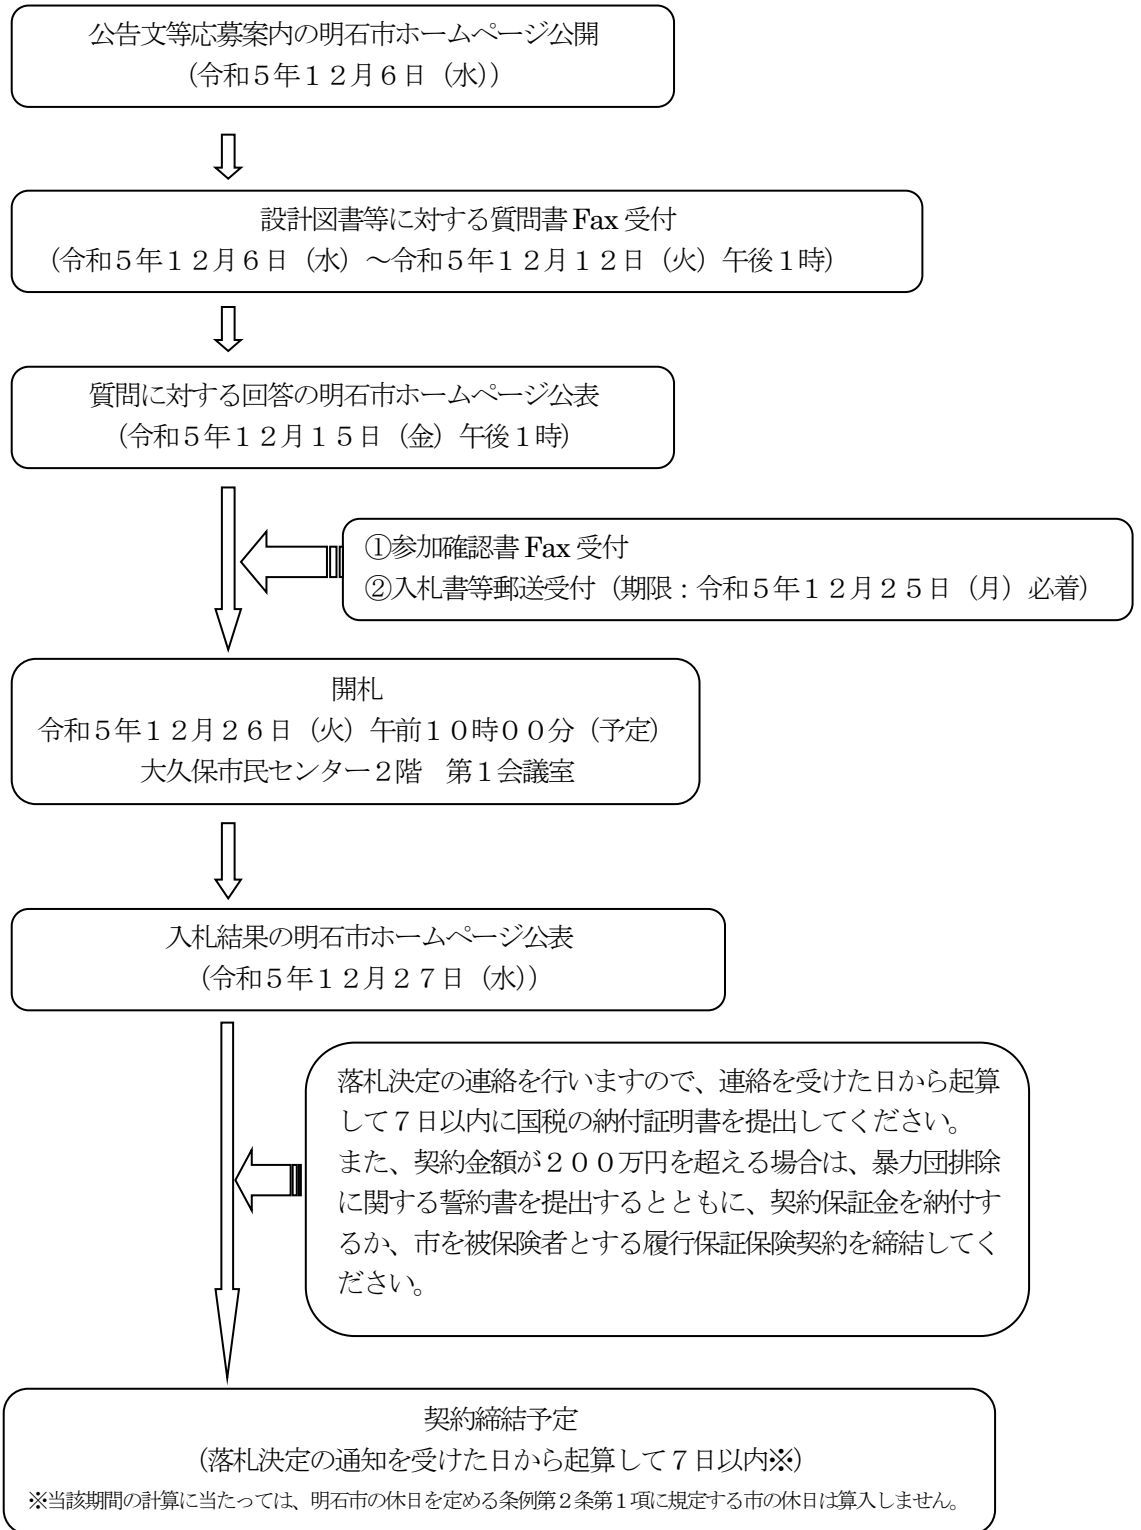 公告文等応募案内の明石市ホームページ公開
(令和５年１２月６日（水))
設計図書等に対する質問書 Fax 受付
(令和５年１２月６日（水）～令和５年１２月１２日（火）午後１時)
質問に対する回答の明石市ホームページ公表
(令和５年１２月１５日（金）午後１時)
①参加確認書 Fax 受付
②入札書等郵送受付（期限：令和５年１２月２５日（月）必着）
開札
令和５年１２月２６日（火）午前１０時００分（予定）
大久保市民センター２階　第１会議室
入札結果の明石市ホームページ公表
(令和５年１２月２７日（水))
落札決定の連絡を行いますので、連絡を受けた日から起算
して７日以内に国税の納付証明書を提出してください。
また、契約金額が２００万円を超える場合は、暴力団排除
に関する誓約書を提出するとともに、契約保証金を納付す
るか、市を被保険者とする履行保証保険契約を締結してく
ださい。
契約締結予定
(落札決定の通知を受けた日から起算して７日以内※)
※当該期間の計算に当たっては、明石市の休日を定める条例第２条第１項に規定する市の休日は算入しません。